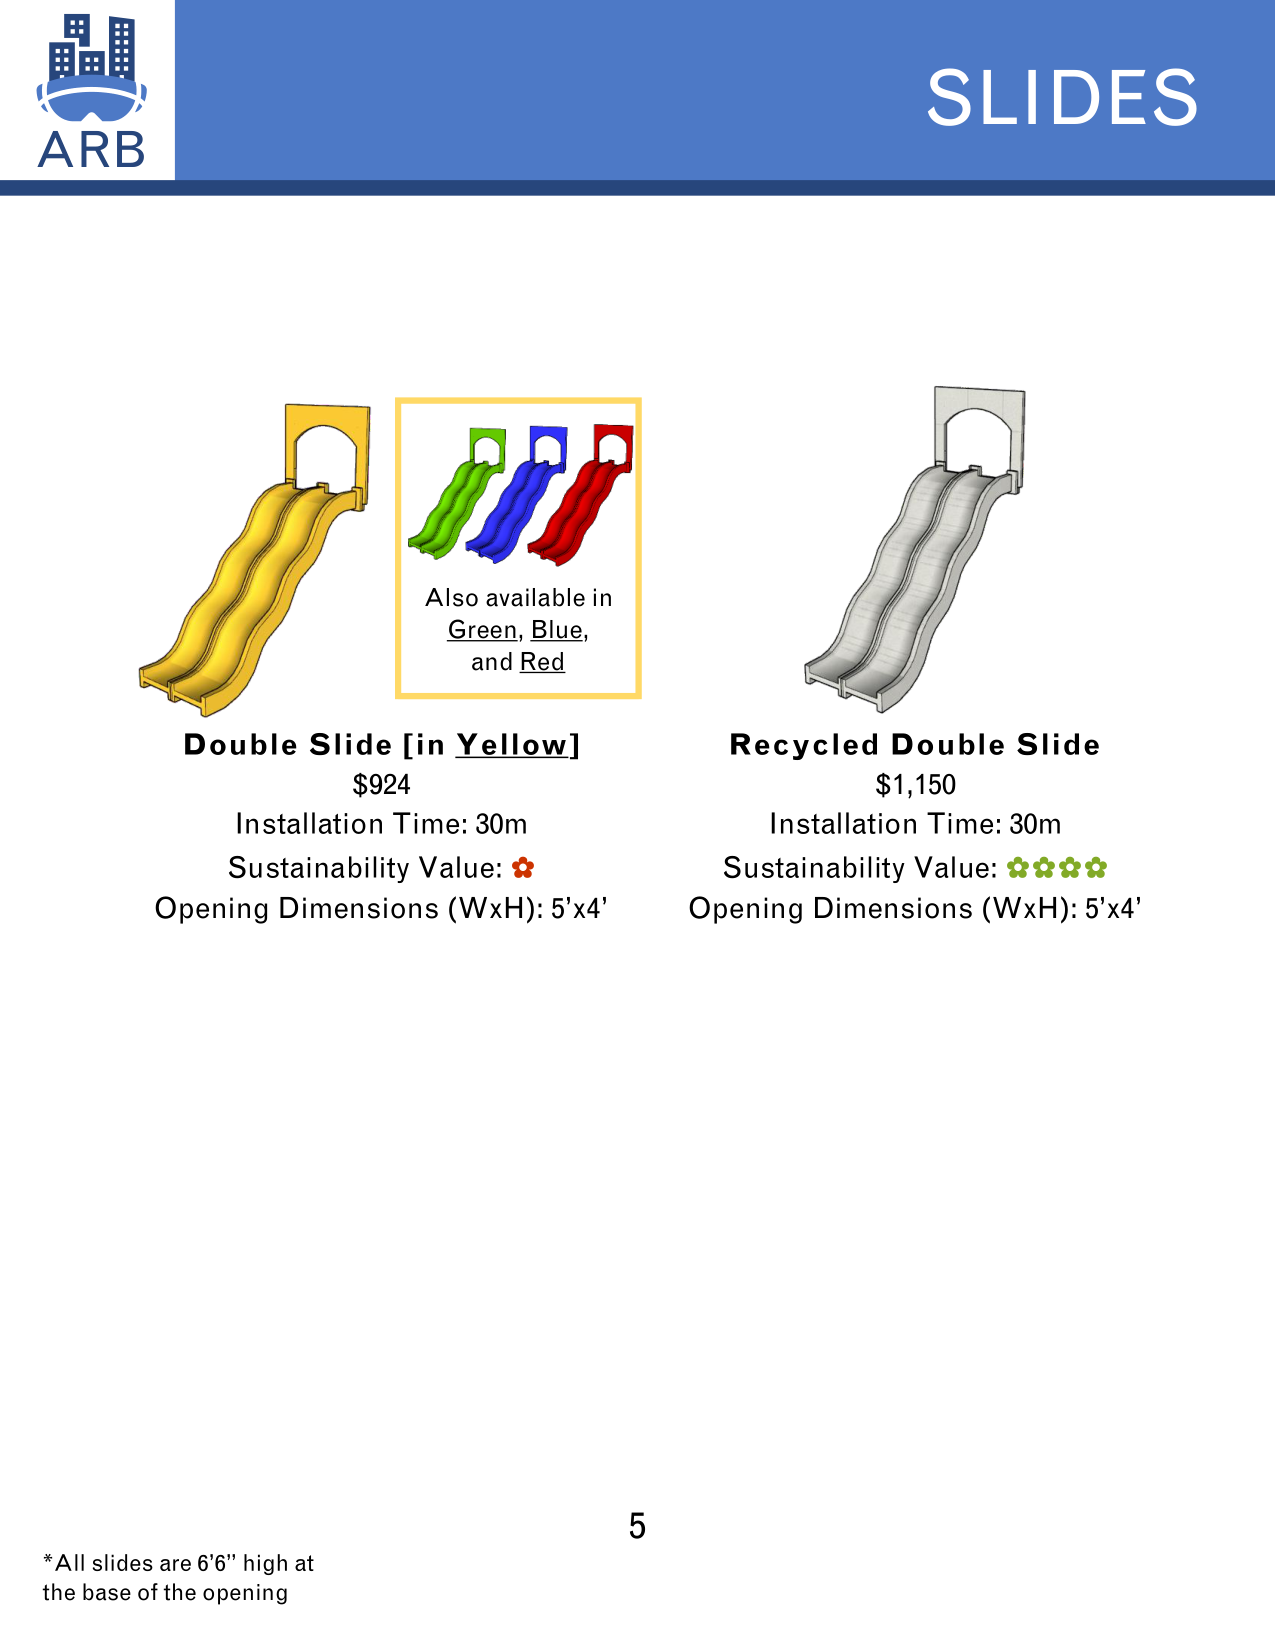 ARB
SLIDES
Also available in
Green, Blue,
and Red
Double Slide [in Yellow]
$924
Installation Time: 30m
Sustainability Value: ✿
Opening Dimensions (WxH): 5’x4’
Recycled Double Slide
$1,150
Installation Time: 30m
Sustainability Value: ✿✿✿✿
Opening Dimensions (WxH): 5’x4’
5
*All slides are 6’6’’ high at
the base of the opening